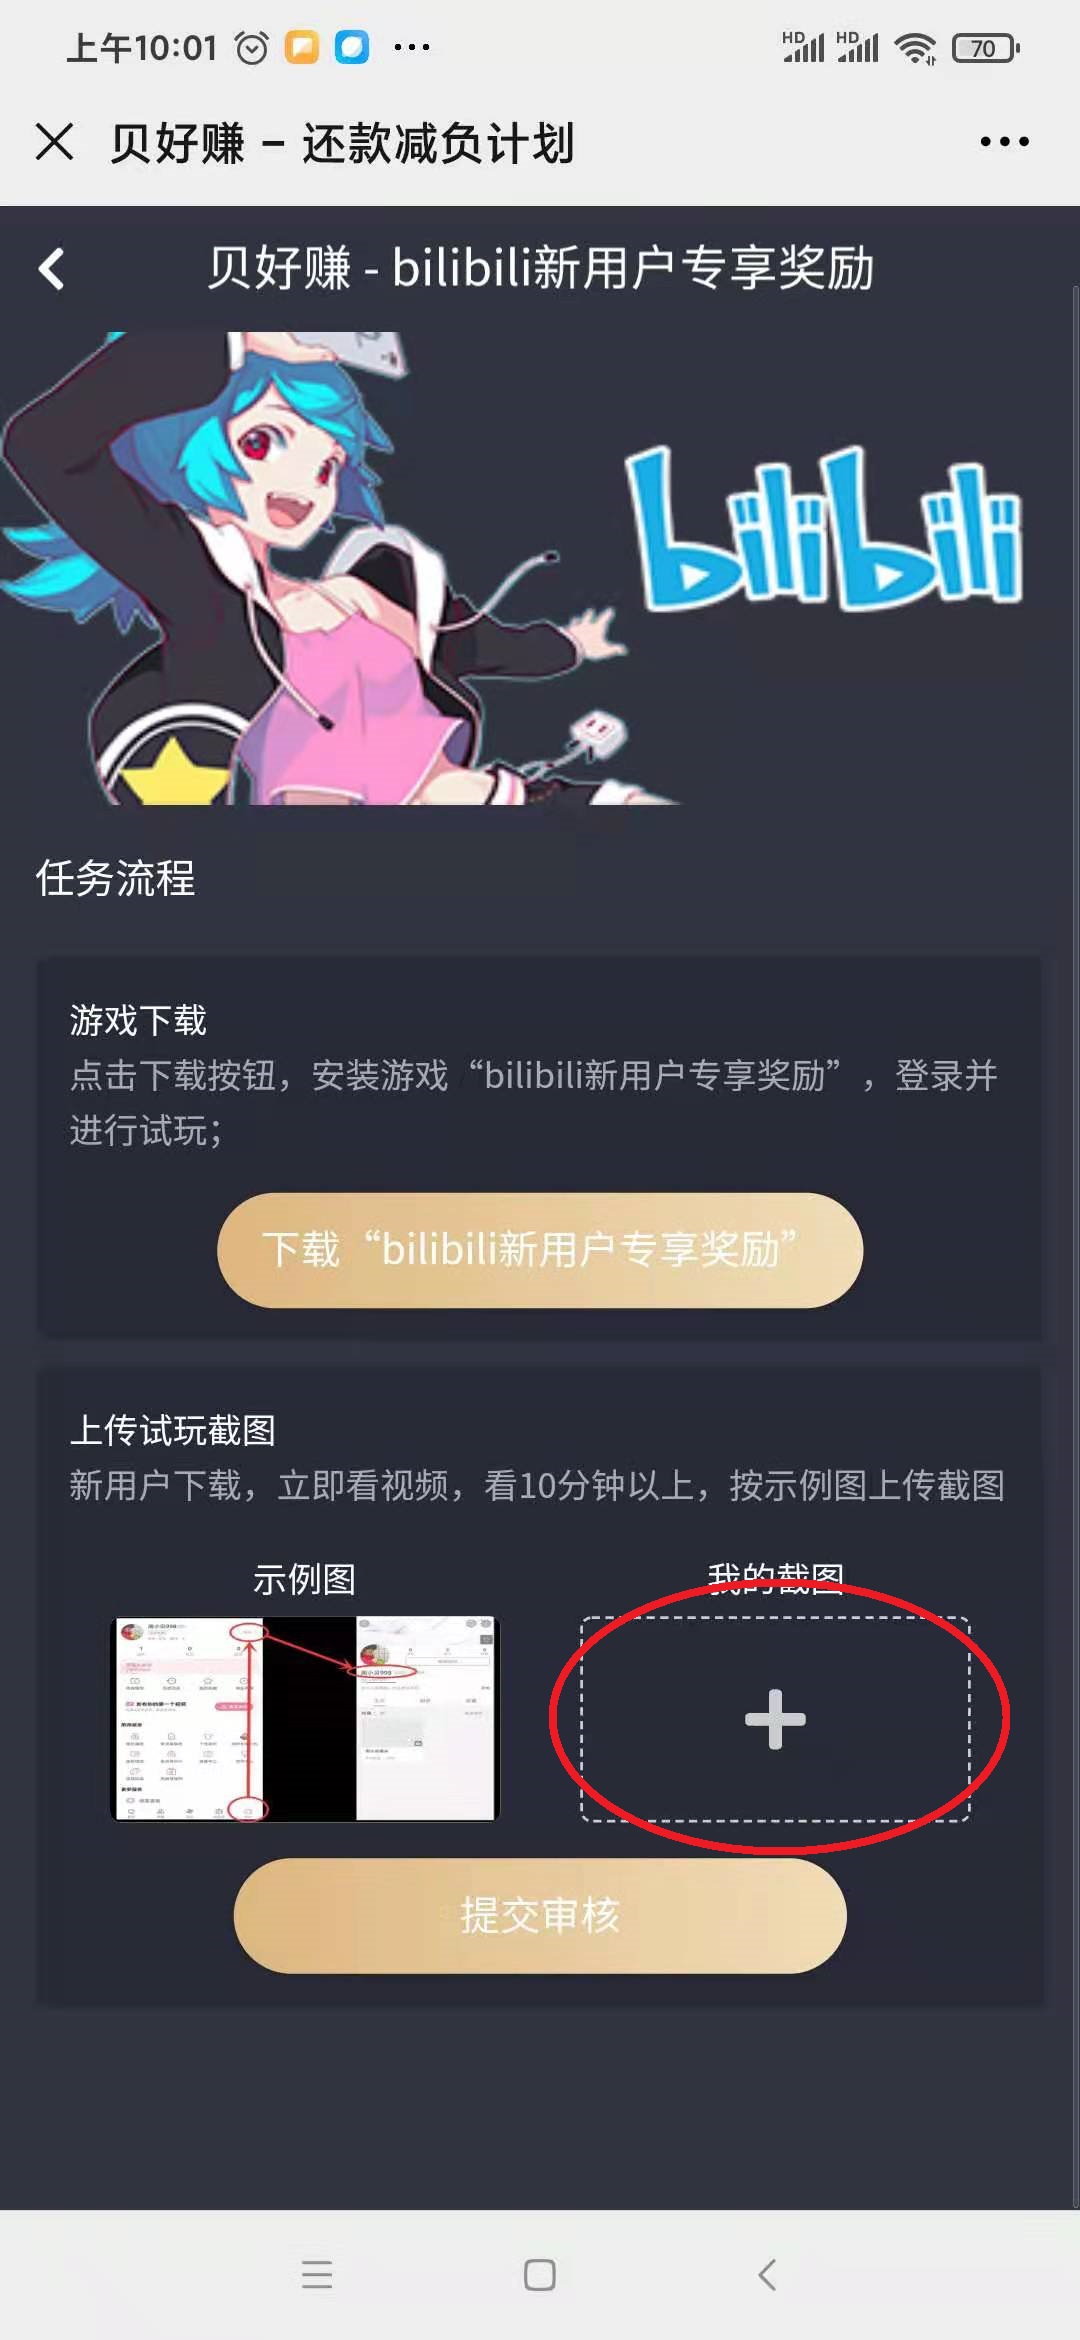 上午10:01
HD HD 70
贝好赚 – 还款减负计划
贝好赚 - bilibili新用户专享奖励
bilibili
任务流程
游戏下载
点击下载按钮，安装游戏“bilibili新用户专享奖励”，登录并
进行试玩；
下载“bilibili新用户专享奖励”
上传试玩截图
新用户下载，立即看视频，看10分钟以上，按示例图上传截图
示例图
我的截图
提交审核